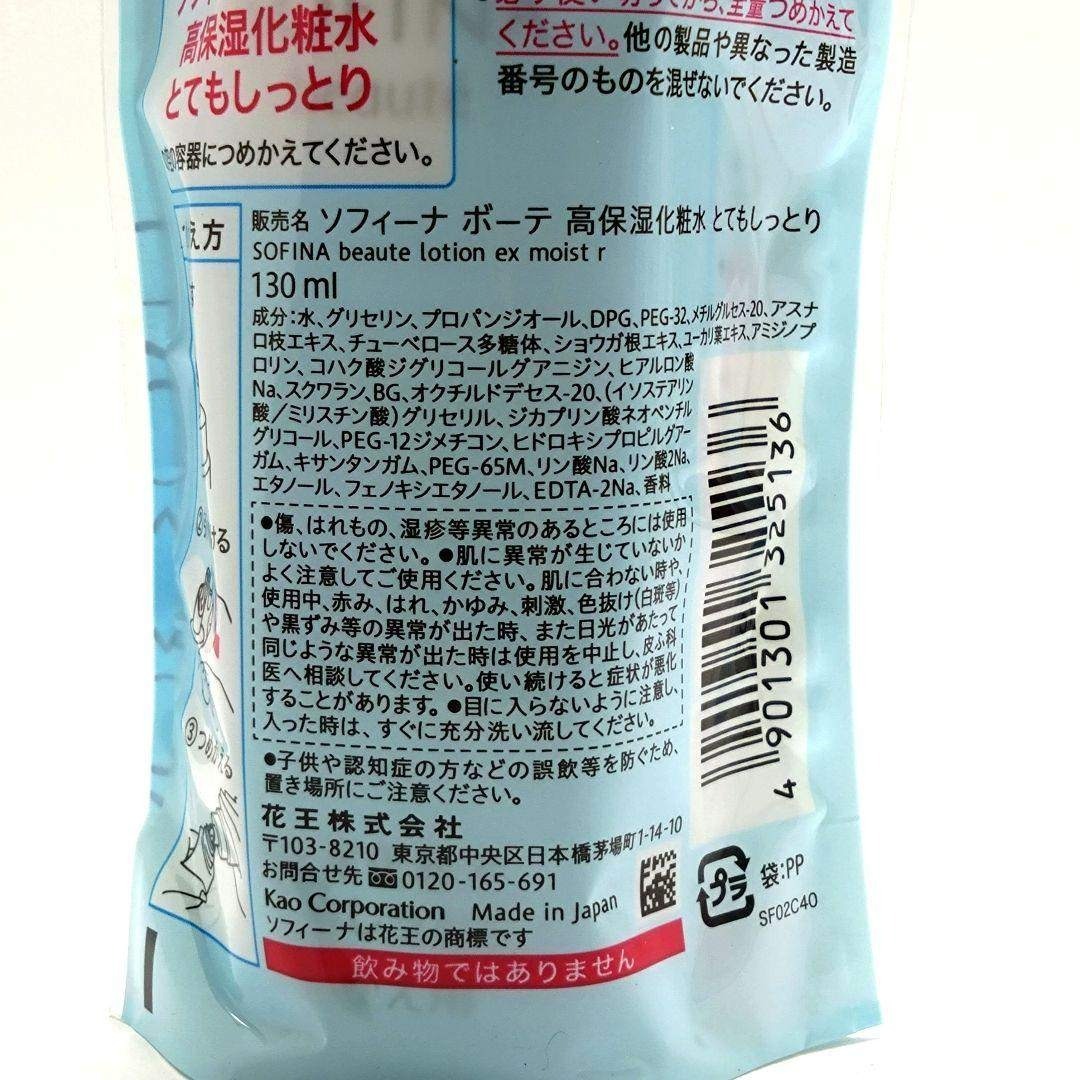 高保湿化粧水
とてもしっとり
容器につめかえてください。
全量つめかえて
ください。他の製品や異なった製造
番号のものを混ぜないでください。
え方
販売名 ソフィーナ ボーテ 高保湿化粧水 とてもしっとり
SOFINA beaute lotion ex moist r
130 ml
成分:水、グリセリン、プロパンジオール、DPG、PEG-32、メチルグルセス-20、アスナ
ロ枝エキス、チューベロース多糖体、ショウガ根エキス、ユーカリ葉エキス、アミジノプ
ロリン、コハク酸ジグリコールグアニジン、ヒアルロン酸
Na、スクワラン、BG、オクチルドデセス-20、(イソステアリン
酸/ミリスチン酸)グリセリル、ジカプリン酸ネオペンチル
グリコール、PEG-12ジメチコン、ヒドロキシプロピルグアー
ガム、キサンタンガム、PEG-65M、リン酸Na、リン酸2Na、
エタノール、フェノキシエタノール、EDTA-2Na、香料
●傷、はれもの、湿疹等異常のあるところには使用
しないでください。●肌に異常が生じていないか
よく注意してご使用ください。肌に合わない時や、
使用中、赤み、はれ、かゆみ、刺激、色抜け(白斑等)
や黒ずみ等の異常が出た時、また日光があたって
同じような異常が出た時は使用を中止し、皮ふ科
医へ相談してください。使い続けると症状が悪化
することがあります。●目に入らないように注意し、
入った時は、すぐに充分洗い流してください。
●子供や認知症の方などの誤飲等を防ぐため、
置き場所にご注意ください。
花王株式会社
〒103-8210 東京都中央区日本橋茅場町1-14-10
お問合せ先 0120-165-691
Kao Corporation Made in Japan
ソフィーナは花王の商標です
飲み物ではありません
③つめかえる
4 901301 325136
プラ
袋:PP
SF02C40